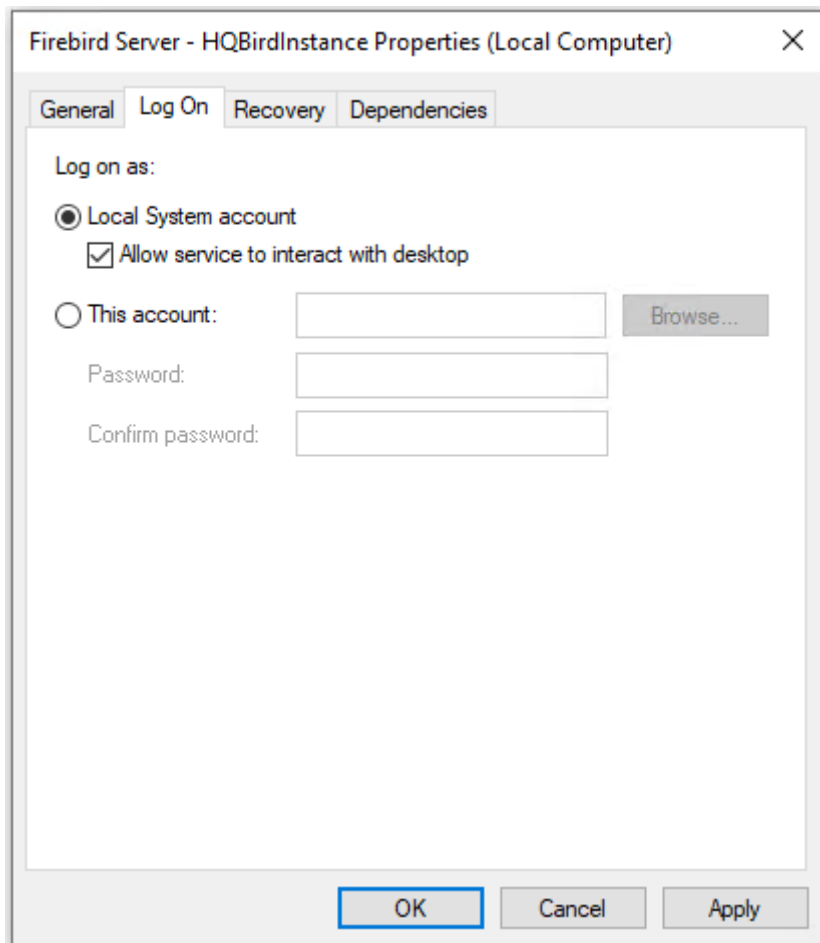 Firebird Server - HQBirdInstance Properties (Local Computer)
General Log On Recovery Dependencies
Log on as:
Local System account
Allow service to interact with desktop
This account: Browse...
Password:
Confirm password:
OK Cancel Apply